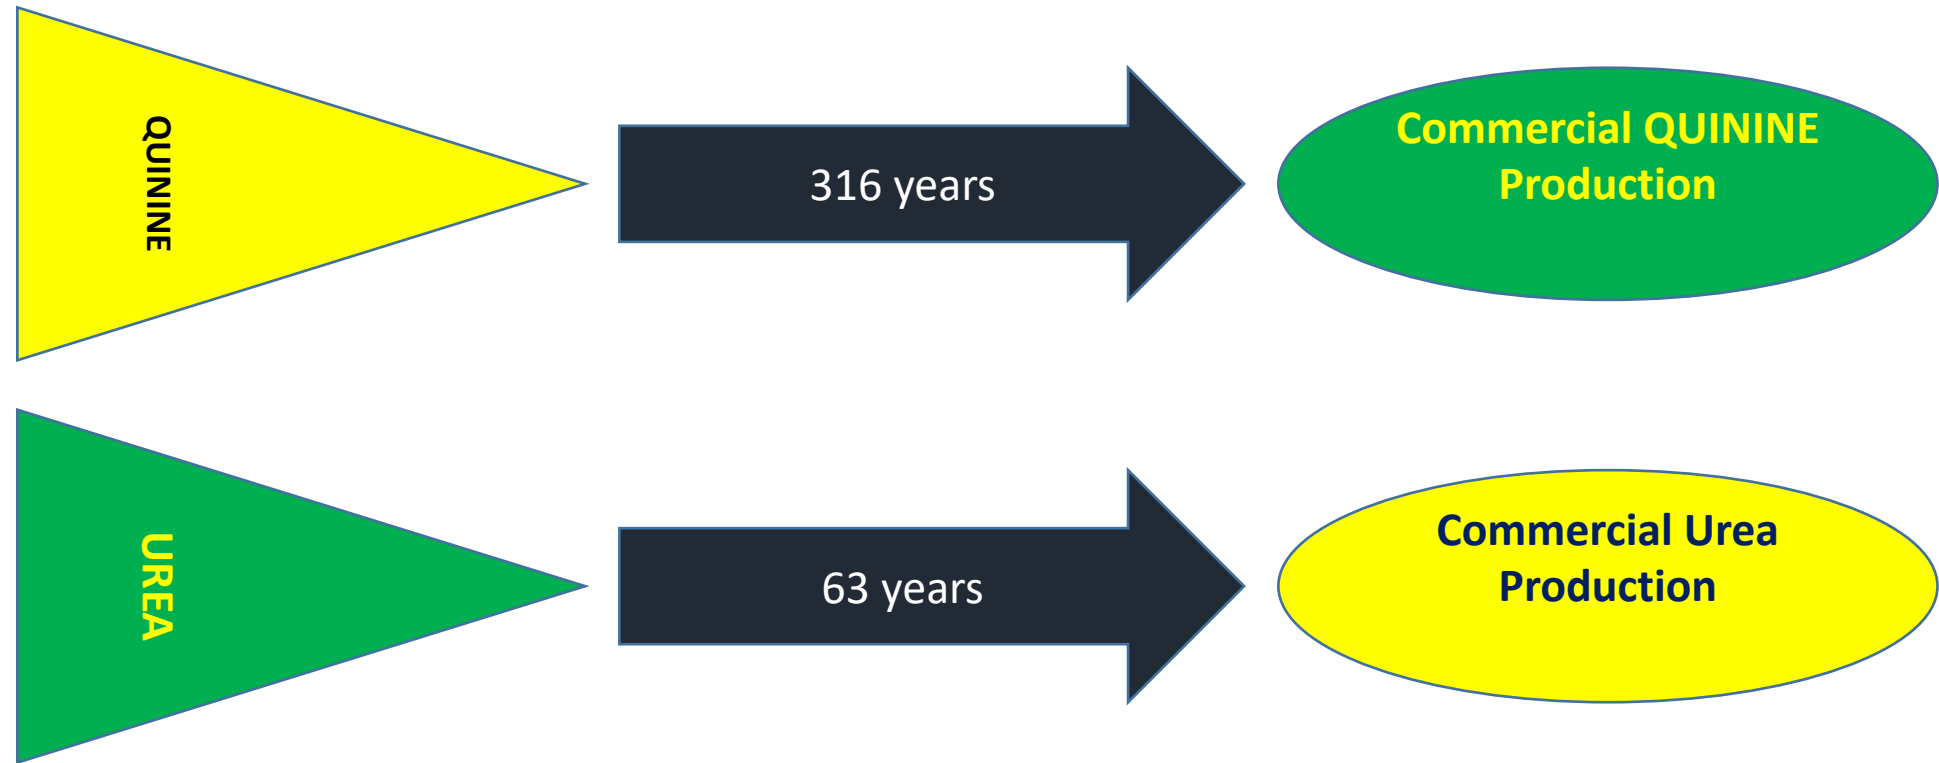 QUININE
316 years
Commercial QUININE
Production
UREA
63 years
Commercial Urea
Production